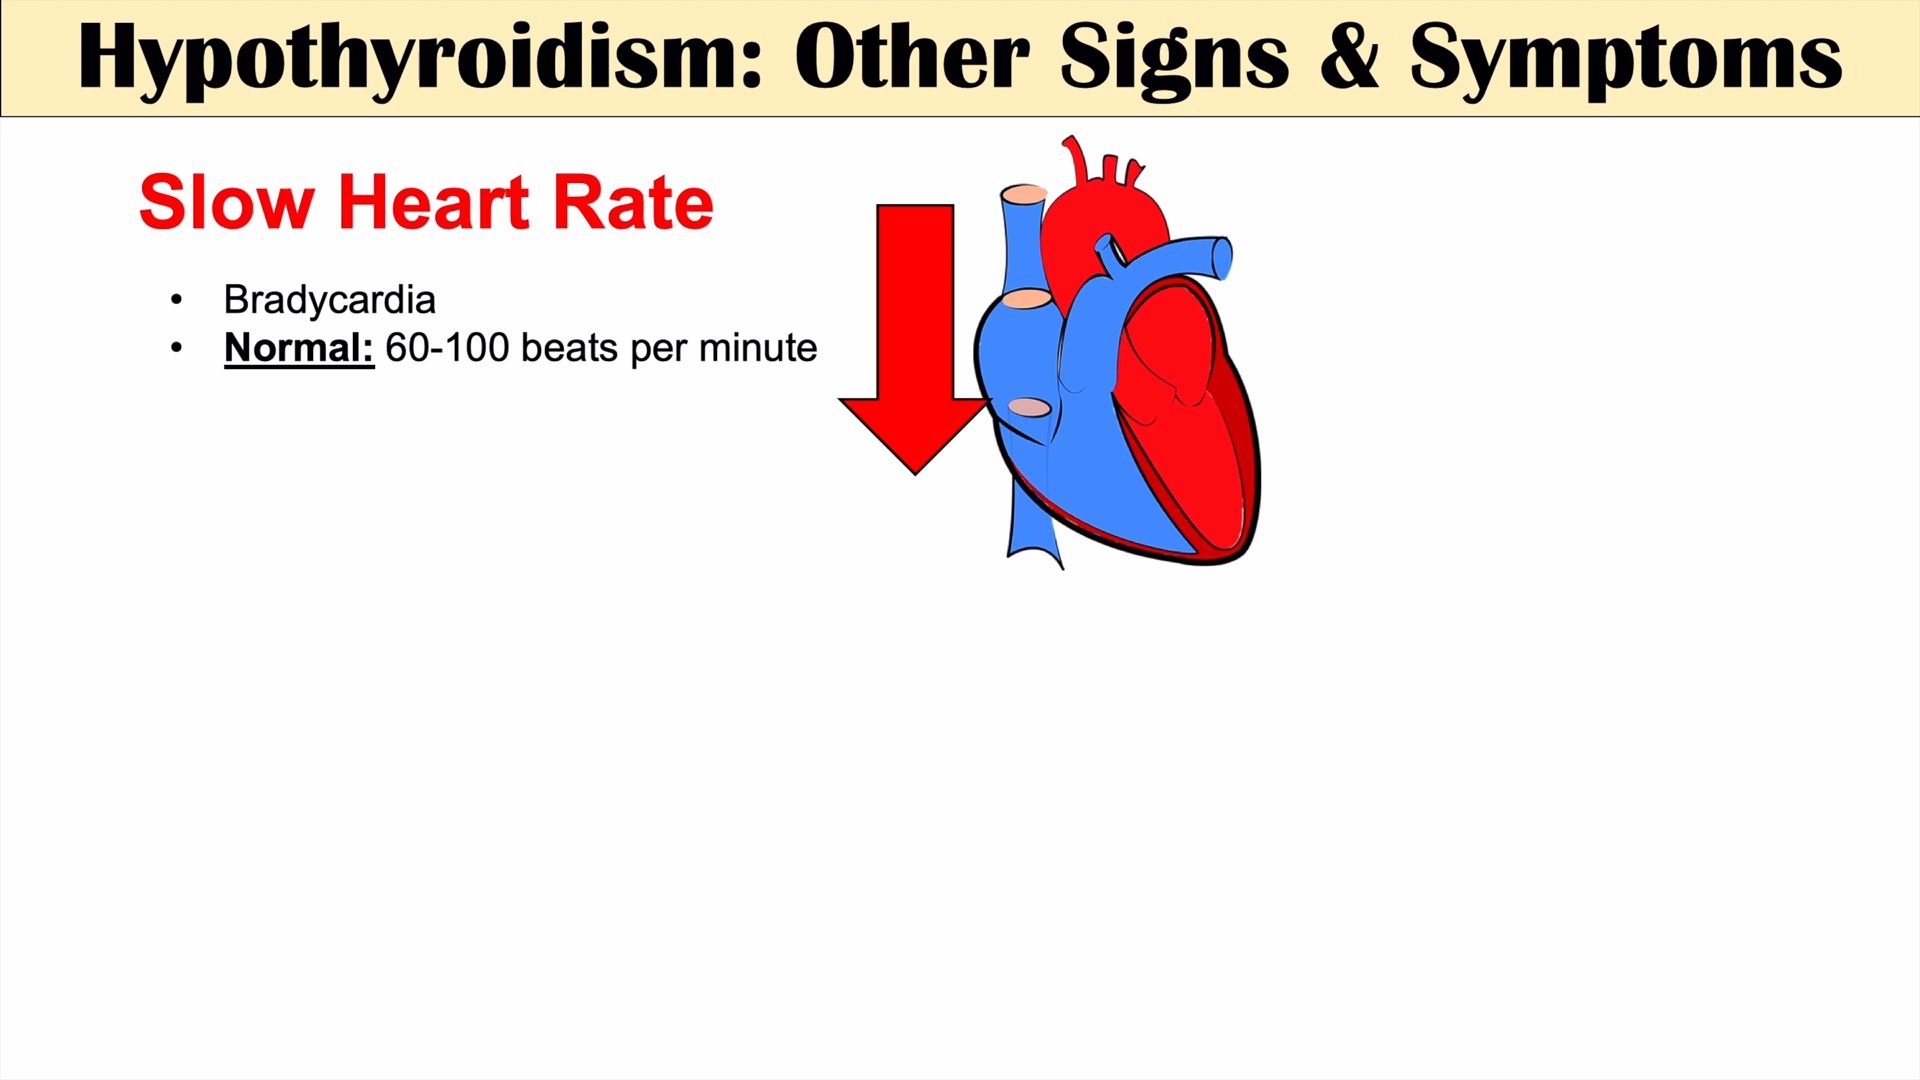 Hypothyroidism: Other Signs & Symptoms
Slow Heart Rate
• Bradycardia
• Normal: 60-100 beats per minute